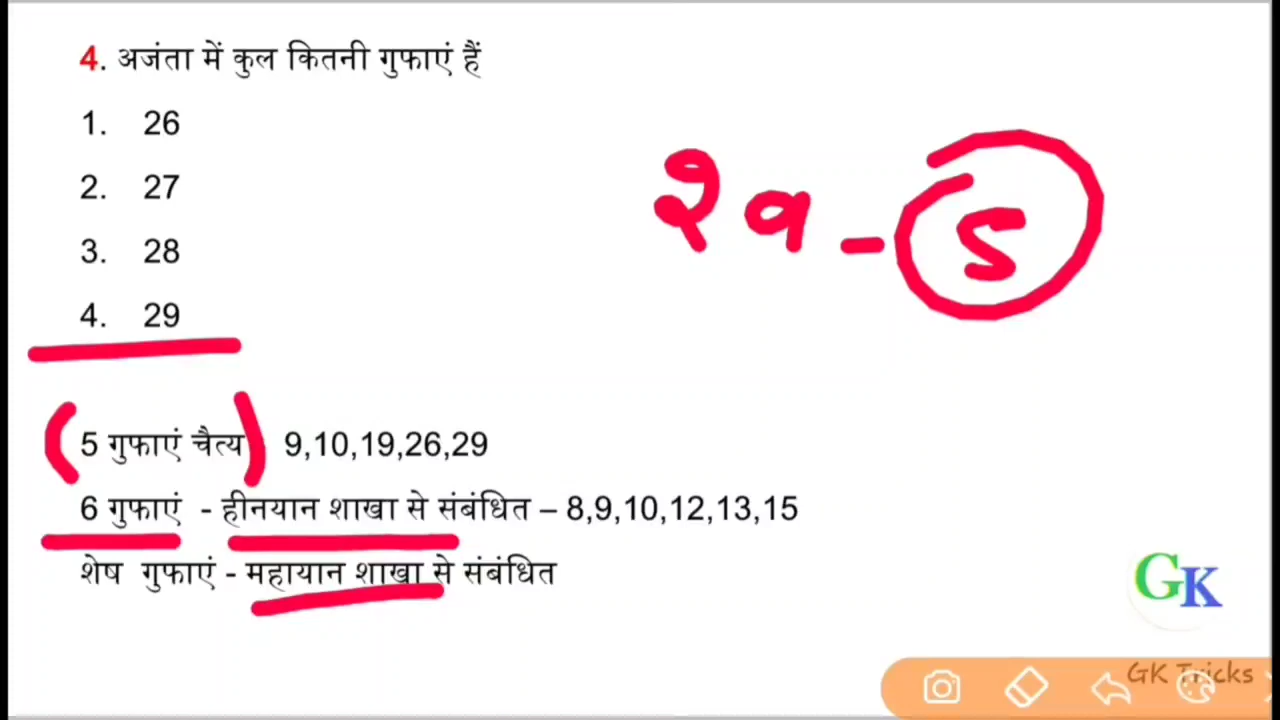 4. अजंता में कुल कितनी गुफाएं हैं
1. 26
2. 27
3. 28
4. 29
२९ - 5
5 गुफाएं चैत्य 9,10,19,26,29
6 गुफाएं - हीनयान शाखा से संबंधित – 8,9,10,12,13,15
शेष गुफाएं - महायान शाखा से संबंधित
GK
GK Tricks